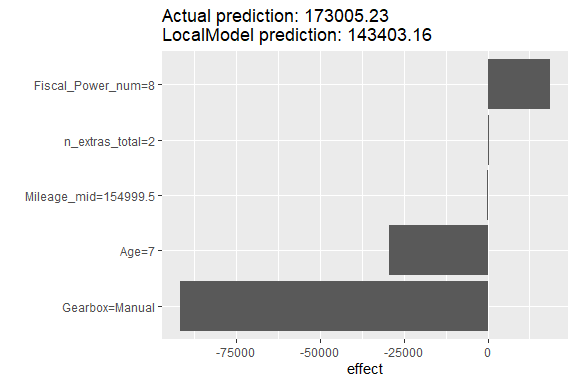 Actual prediction: 173005.23
LocalModel prediction: 143403.16
Fiscal_Power_num=8
n_extras_total=2
Mileage_mid=154999.5
Age=7
Gearbox=Manual
-75000 -50000 -25000 0
effect